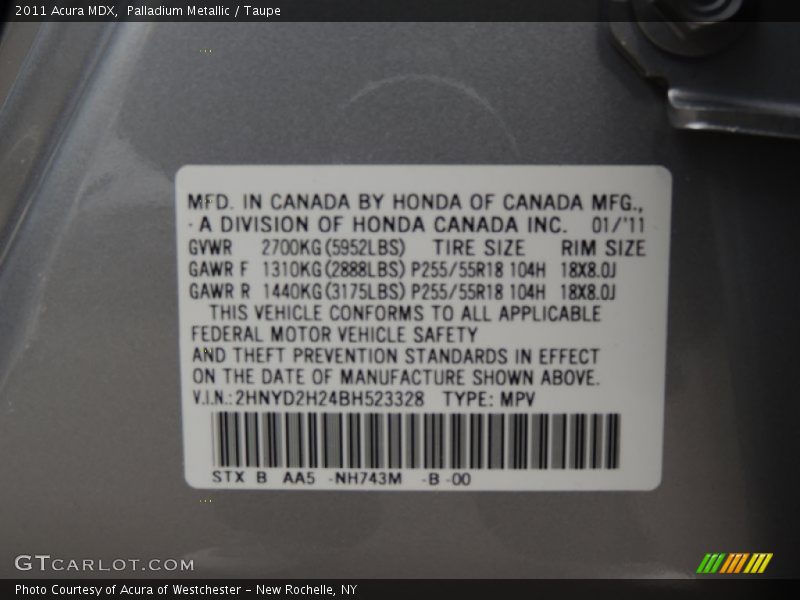 2011 Acura MDX,  Palladium Metallic / Taupe
MFD. IN CANADA BY HONDA OF CANADA MFG.,
A DIVISION OF HONDA CANADA INC.  01/'11
GVWR  2700KG(5952LBS)  TIRE SIZE  RIM SIZE
GAWR F  1310KG(2888LBS) P255/55R18 104H  18X8.0J
GAWR R  1440KG(3175LBS) P255/55R18 104H  18X8.0J
THIS VEHICLE CONFORMS TO ALL APPLICABLE
FEDERAL MOTOR VEHICLE SAFETY
AND THEFT PREVENTION STANDARDS IN EFFECT
ON THE DATE OF MANUFACTURE SHOWN ABOVE.
V.I.N.:2HNYD2H24BH523328  TYPE: MPV
STX  B  AA5  -NH743M  -B -00
GTCARLOT.COM
Photo Courtesy of Acura of Westchester – New Rochelle, NY